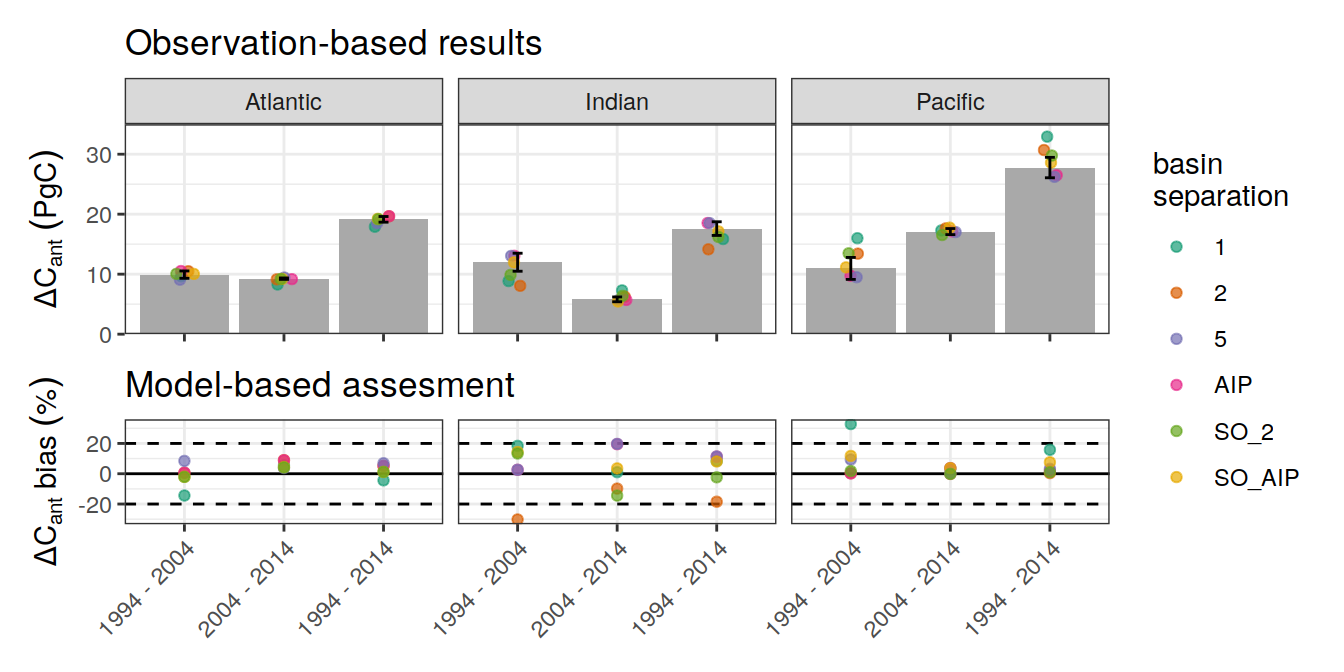 Observation-based results
Atlantic
Indian
Pacific
ΔCant (PgC)
30
20
10
0
Model-based assesment
ΔCant bias (%)
20
0
-20
1994 - 2004
2004 - 2014
1994 - 2014
1994 - 2004
2004 - 2014
1994 - 2014
1994 - 2004
2004 - 2014
1994 - 2014
basin
separation
1
2
5
AIP
SO_2
SO_AIP